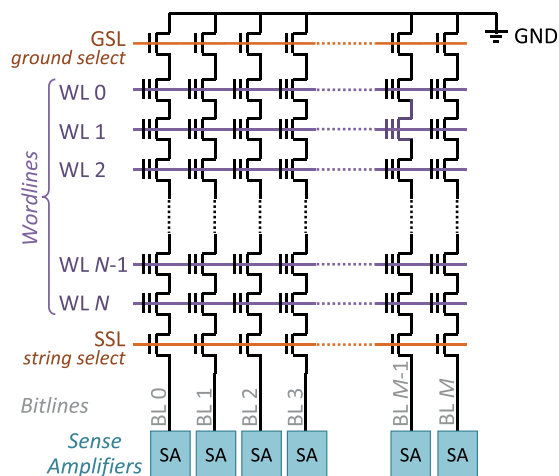 GND
GSL
ground select
WL 0
WL 1
WL 2
Wordlines
WL N-1
WL N
SSL
string select
Bitlines
BL 0
BL 1
BL 2
BL 3
BL M-1
BL M
Sense
Amplifiers
SA SA SA SA SA SA